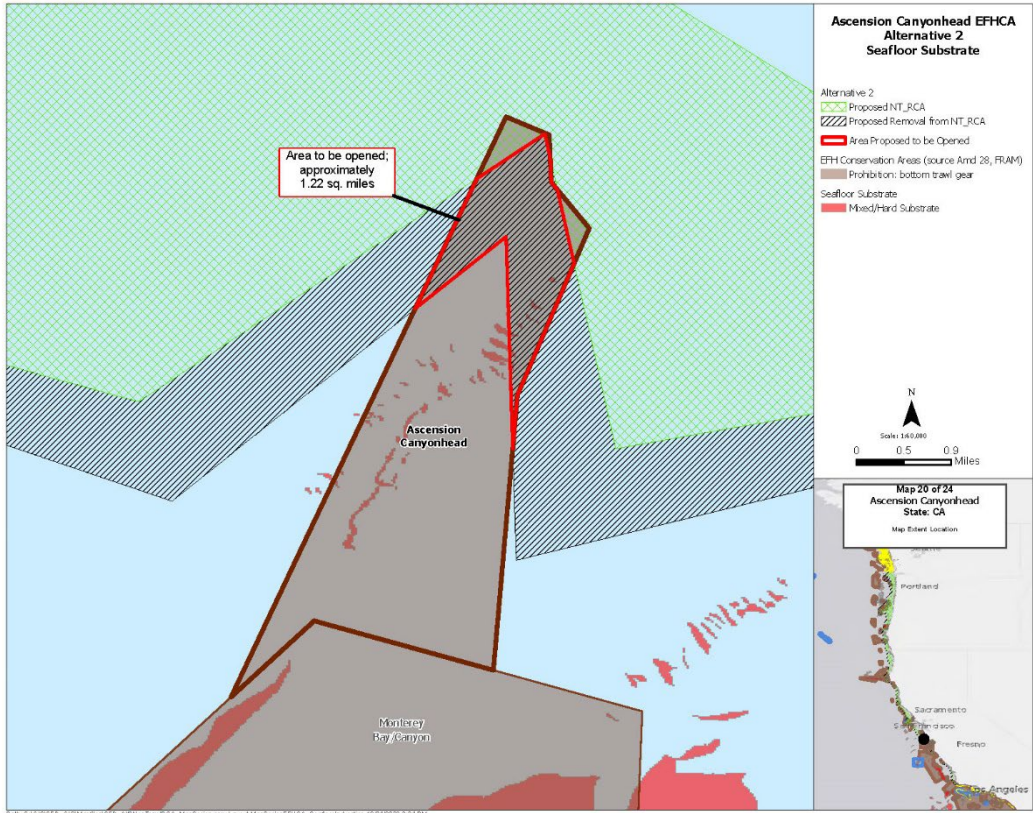 Ascension Canyonhead EFHCA
Alternative 2
Seafloor Substrate
Alternative 2
Proposed NT_RCA
Proposed Removal from NT_RCA
Area Proposed to be Opened
EFH Conservation Areas (source Amd 28, FRAM)
Prohibition: bottom trawl gear
Seafloor Substrate
Mixed/Hard Substrate
Area to be opened;
approximately
1.22 sq. miles
Ascension
Canyonhead
Monterey
Bay/Canyon
N
Scale: 1:60,000
0 0.5 0.9
Miles
Map 20 of 24
Ascension Canyonhead
State: CA
Map Extent Location
Portland
Sacramento
San Francisco
Fresno
Los Angeles